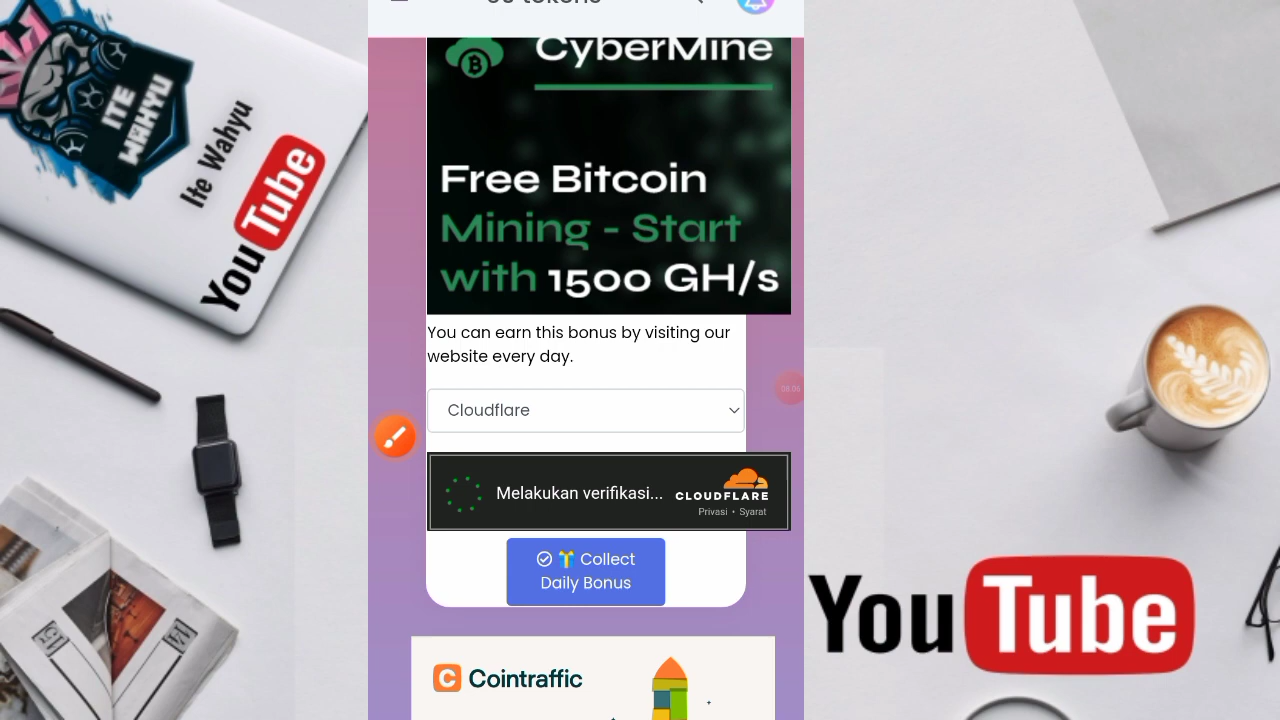 ITE
WAHYU
Ite Wahyu
YouTube
CyberMine
Free Bitcoin
Mining - Start
with 1500 GH/s
You can earn this bonus by visiting our
website every day.
Cloudflare
Melakukan verifikasi...
CLOUDFLARE
Privasi • Syarat
Collect
Daily Bonus
Cointraffic
YouTube